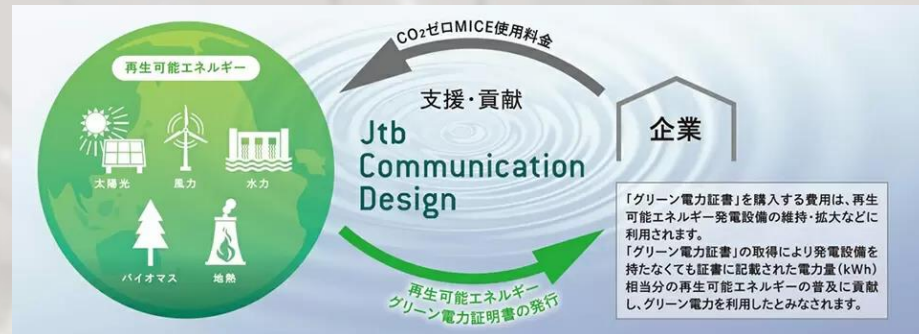 再生可能エネルギー
太陽光
風力
水力
バイオマス
地熱
CO₂ゼロMICE使用料金
支援・貢献
Jtb
Communication
Design
再生可能エネルギー
グリーン電力証明書の発行
企業
「グリーン電力証書」を購入する費用は、再生
可能エネルギー発電設備の維持・拡大などに
利用されます。
「グリーン電力証書」の取得により発電設備を
持たなくても証書に記載された電力量（kWh）
相当分の再生可能エネルギーの普及に貢献
し、グリーン電力を利用したとみなされます。